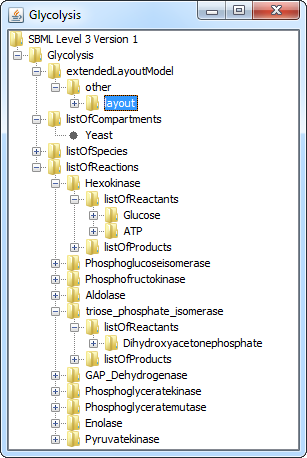 Glycolysis
SBML Level 3 Version 1
Glycolysis
extendedLayoutModel
other
layout
listOfCompartments
Yeast
listOfSpecies
listOfReactions
Hexokinase
listOfReactants
Glucose
ATP
listOfProducts
Phosphoglucoseisomerase
Phosphofructokinase
Aldolase
triose_phosphate_isomerase
listOfReactants
Dihydroxyacetonephosphate
listOfProducts
GAP_Dehydrogenase
Phosphoglyceratekinase
Phosphoglyceratemutase
Enolase
Pyruvatekinase